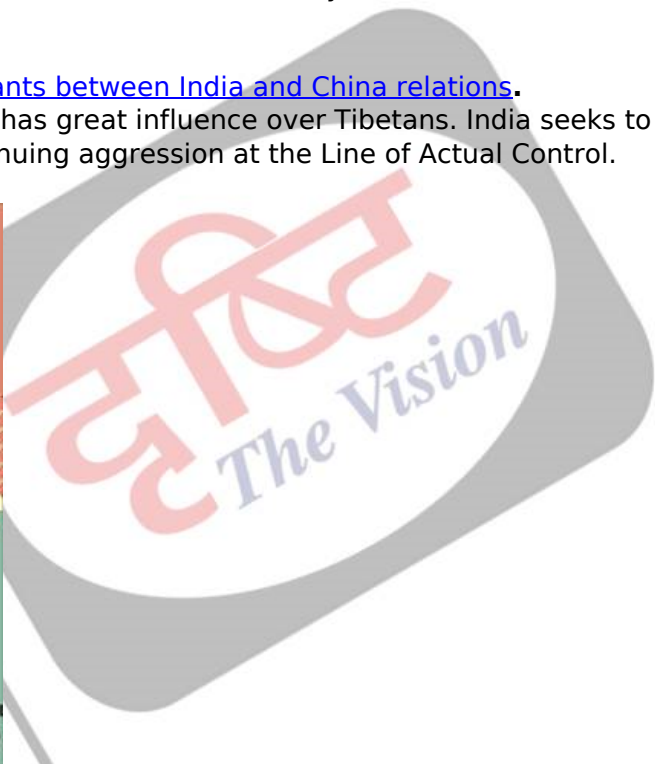 ants between India and China relations.
has great influence over Tibetans. India seeks to
nuing aggression at the Line of Actual Control.
दृष्टि
The Vision